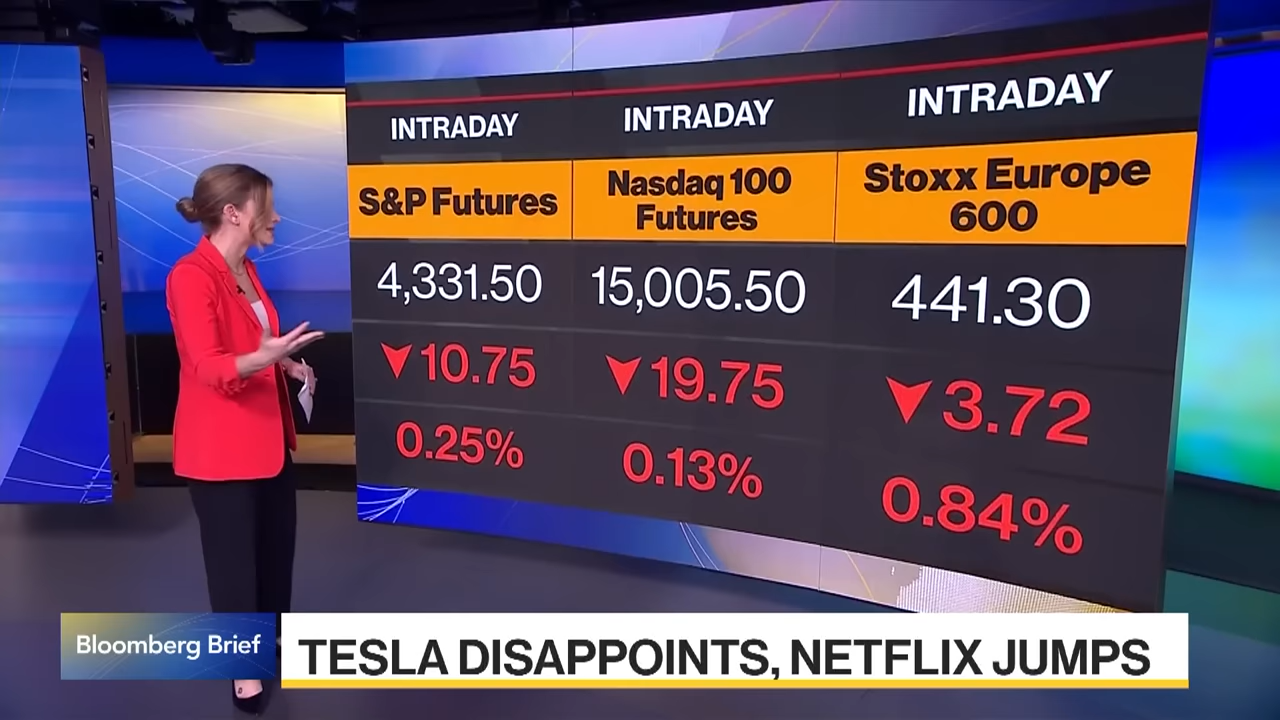 INTRADAY
INTRADAY
INTRADAY
S&P Futures
Nasdaq 100
Futures
Stoxx Europe
600
4,331.50
15,005.50
441.30
▼10.75
▼19.75
▼3.72
0.25%
0.13%
0.84%
Bloomberg Brief
TESLA DISAPPOINTS, NETFLIX JUMPS